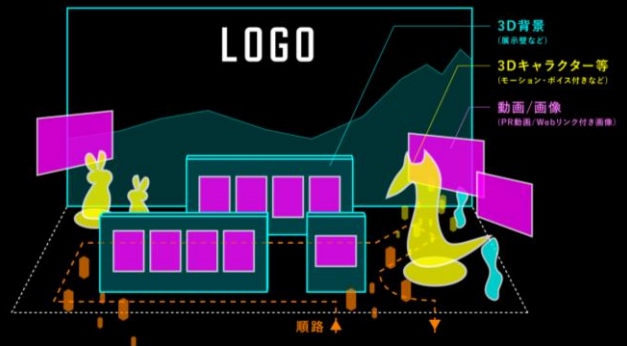 LOGO
3D背景
(展示壁など)
3Dキャラクター等
(モーション・ボイス付きなど)
動画/画像
(PR動画/Webリンク付き画像)
順路